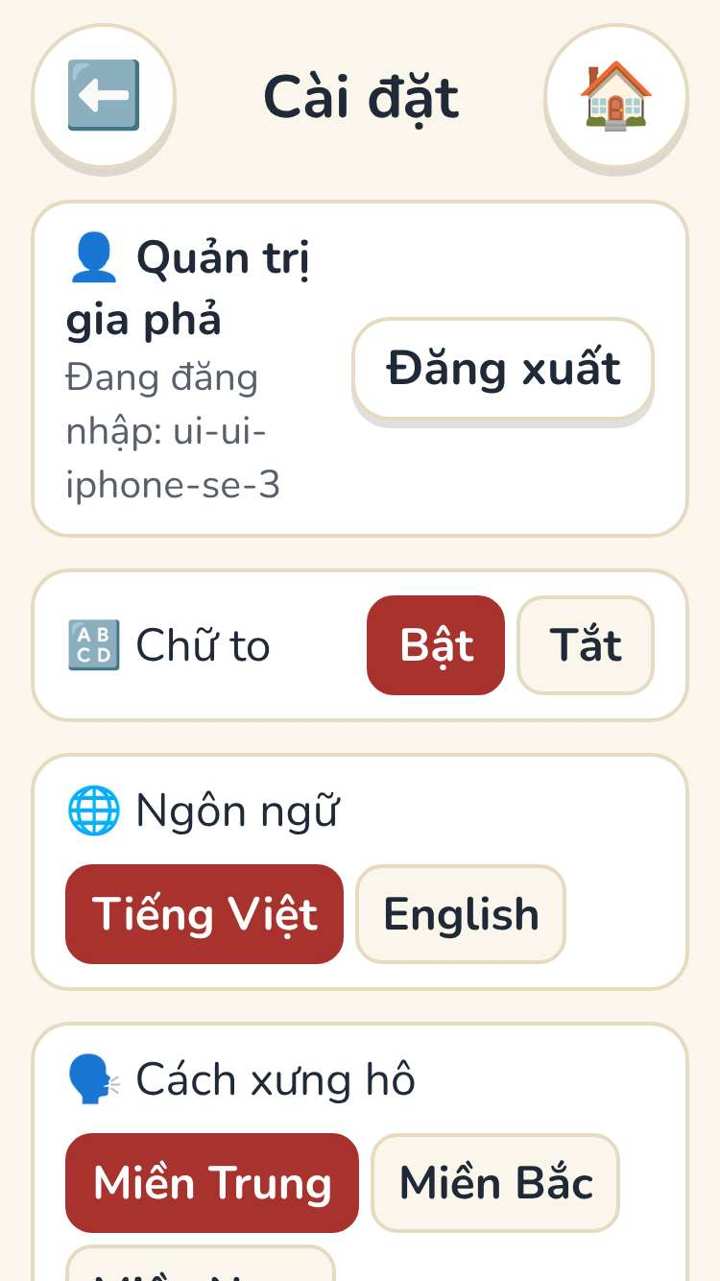 Cài đặt
Quản trị
gia phả
Đang đăng
nhập: ui-ui-
iphone-se-3
Đăng xuất
Chữ to
Bật
Tắt
Ngôn ngữ
Tiếng Việt
English
Cách xưng hô
Miền Trung
Miền Bắc